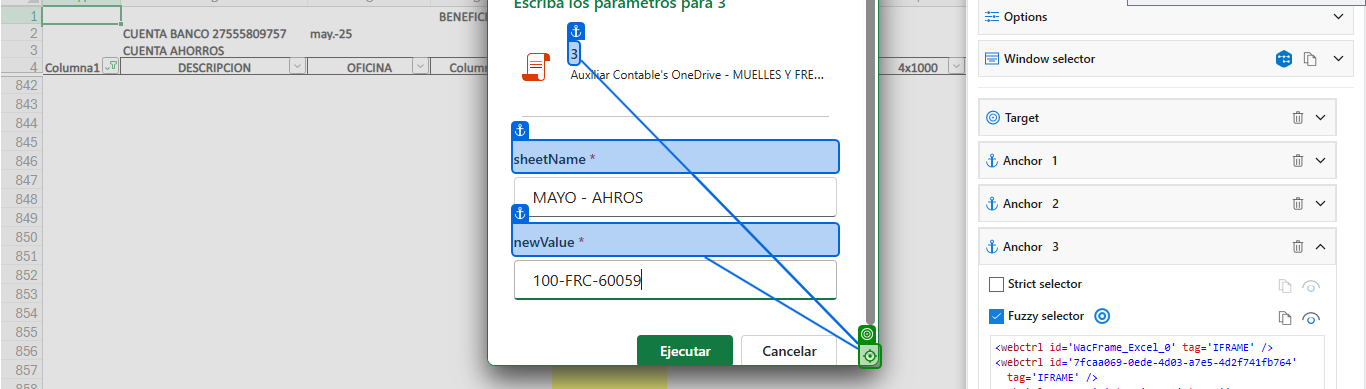 Escriba los parámetros para 3
1
BENEFIC
2
CUENTA BANCO 27555809757
may.-25
3
CUENTA AHORROS
4
Columna1
DESCRIPCION
OFICINA
Colum
4x1000
842
843
844
845
846
847
848
849
850
851
852
853
854
855
856
857
858
3
Auxiliar Contable's OneDrive - MUELLES Y FRE...
sheetName *
MAYO - AHROS
newValue *
100-FRC-60059
Ejecutar
Cancelar
Options
Window selector
Target
Anchor 1
Anchor 2
Anchor 3
Strict selector
Fuzzy selector
<webctrl id='WacFrame_Excel_0' tag='IFRAME' />
<webctrl id='7fcaa069-0ede-4d03-a7e5-4d2f741fb764'
tag='IFRAME' />